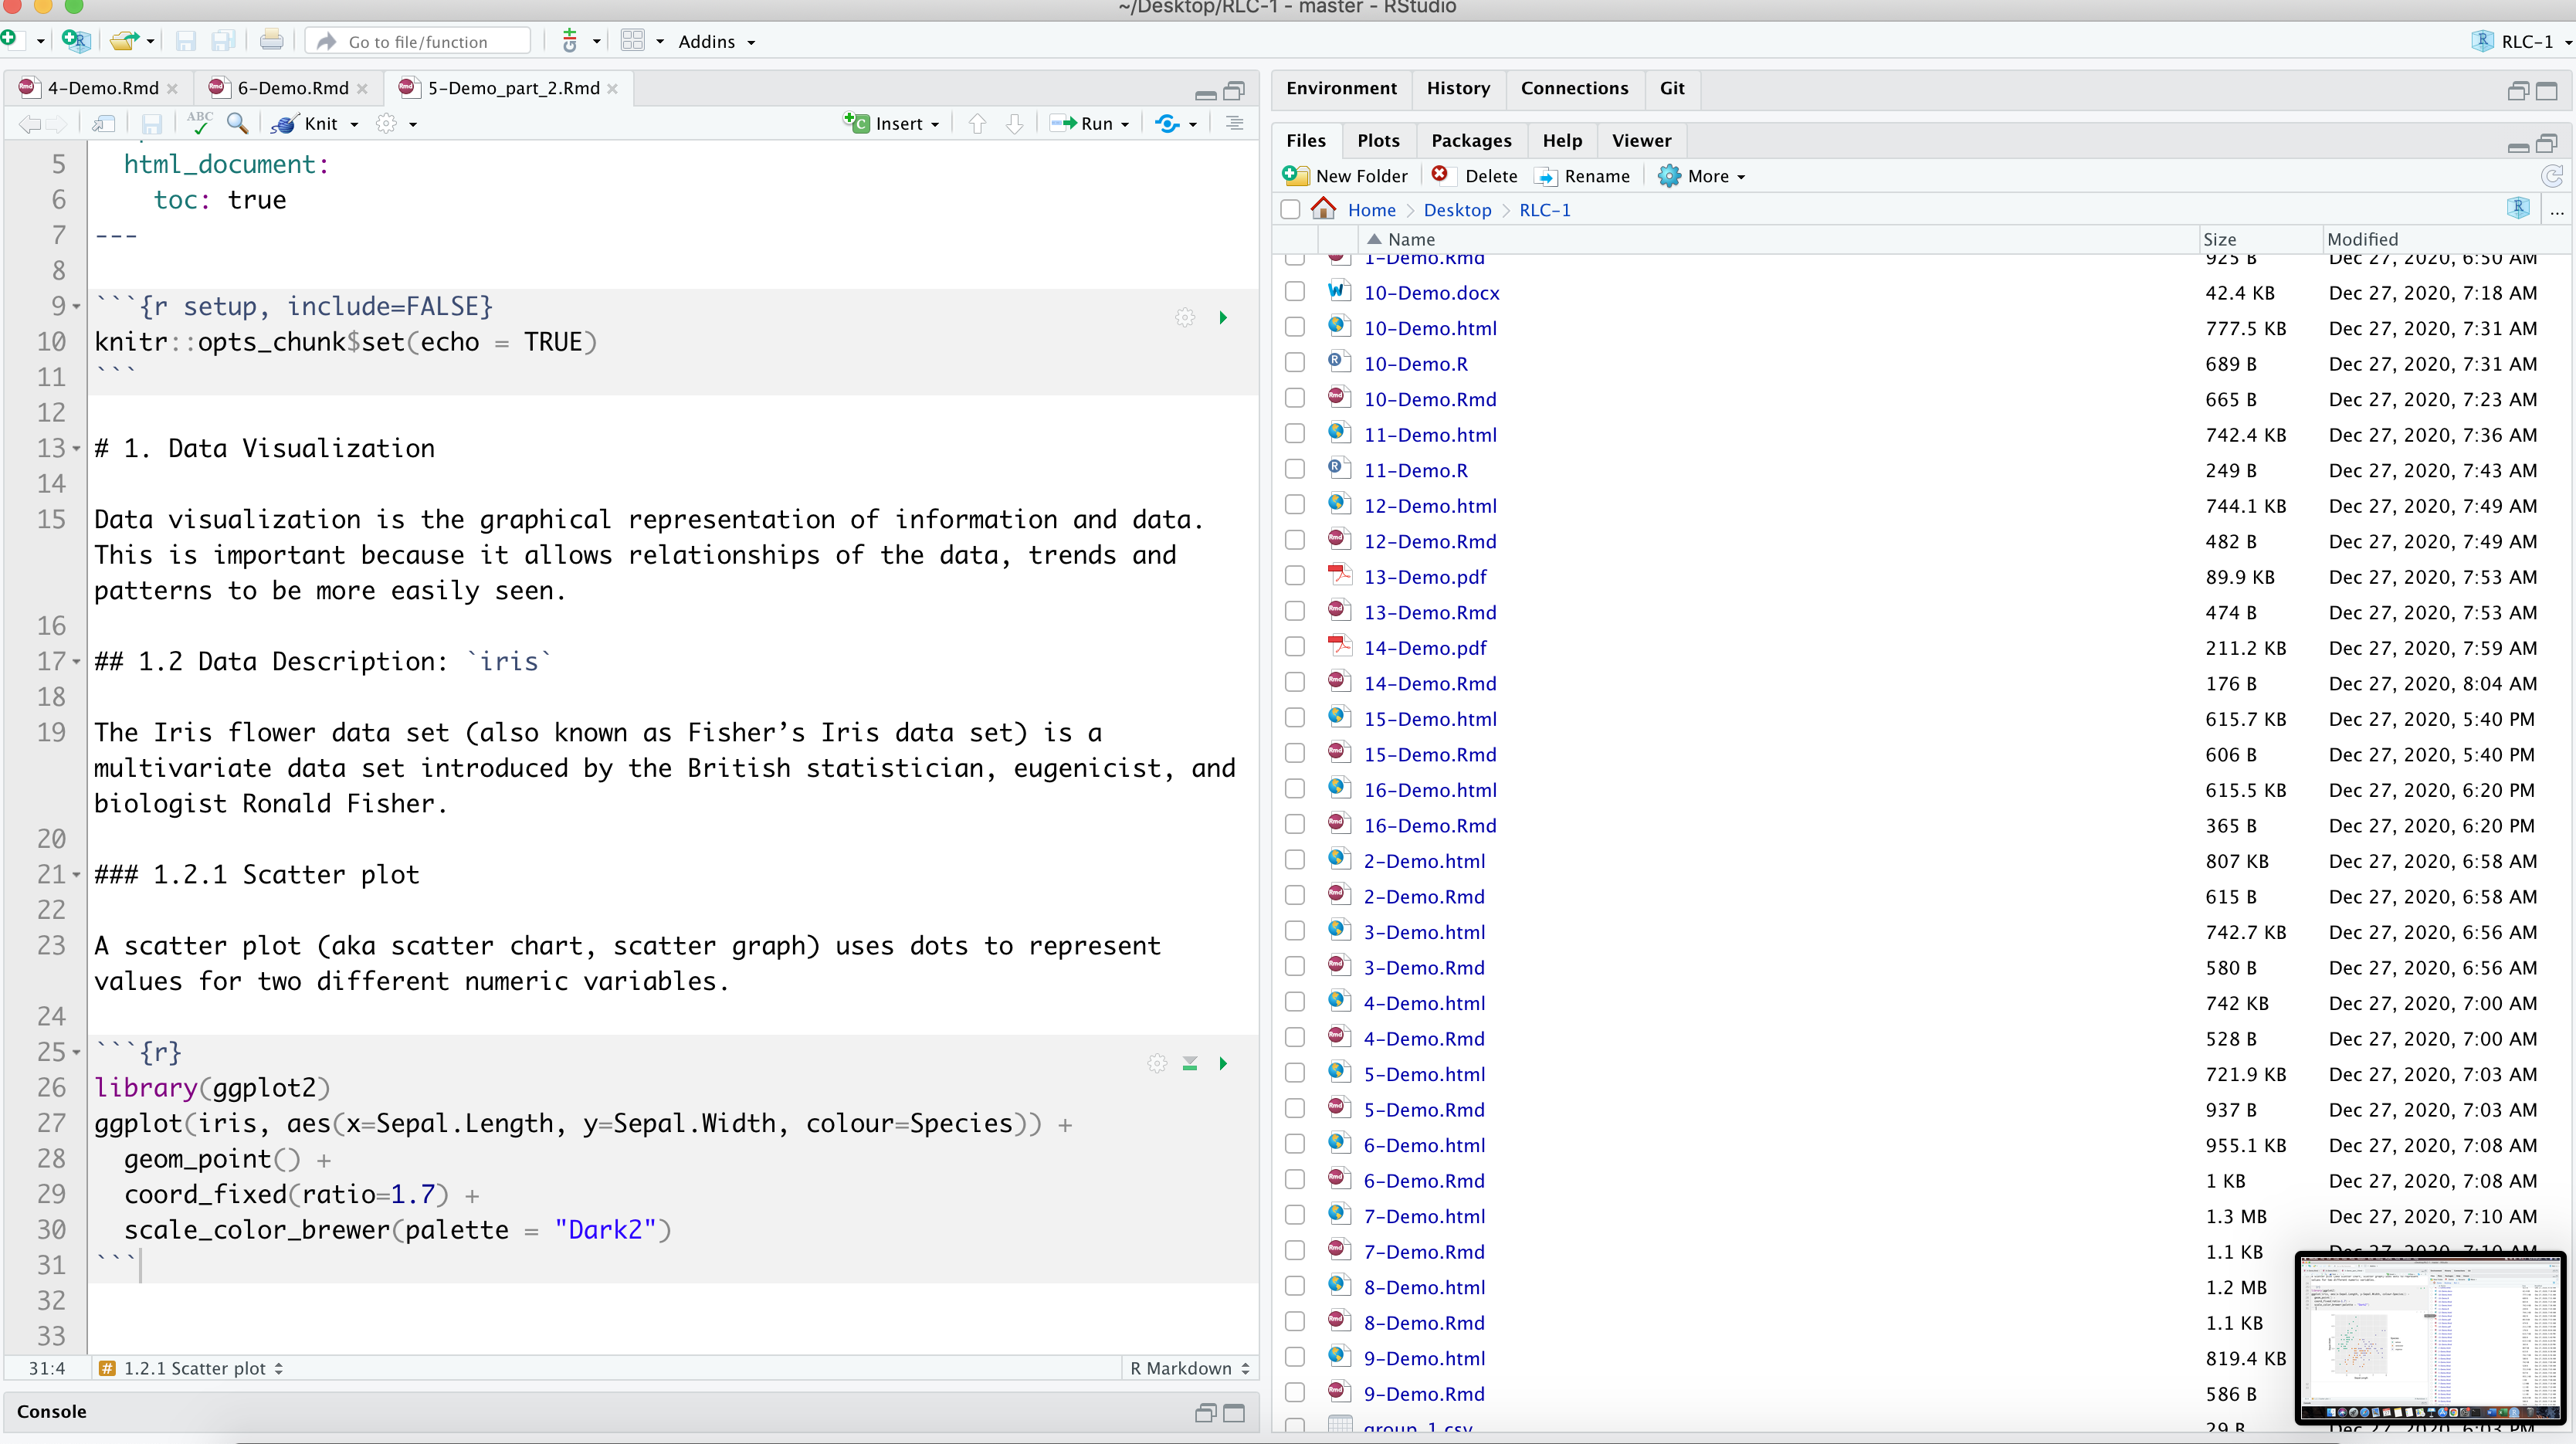 ~/Desktop/RLC-1 - master - RStudio
Go to file/function
Addins
RLC-1
4-Demo.Rmd
6-Demo.Rmd
5-Demo_part_2.Rmd
ABC
Knit
Insert
Run
5 html_document:
6 toc: true
7 ---
8
9 ```{r setup, include=FALSE}
10 knitr::opts_chunk$set(echo = TRUE)
11 ```
12
13 # 1. Data Visualization
14
15 Data visualization is the graphical representation of information and data.
This is important because it allows relationships of the data, trends and
patterns to be more easily seen.
16
17 ## 1.2 Data Description: `iris`
18
19 The Iris flower data set (also known as Fisher’s Iris data set) is a
multivariate data set introduced by the British statistician, eugenicist, and
biologist Ronald Fisher.
20
21 ### 1.2.1 Scatter plot
22
23 A scatter plot (aka scatter chart, scatter graph) uses dots to represent
values for two different numeric variables.
24
25 ```{r}
26 library(ggplot2)
27 ggplot(iris, aes(x=Sepal.Length, y=Sepal.Width, colour=Species)) +
28 geom_point() +
29 coord_fixed(ratio=1.7) +
30 scale_color_brewer(palette = "Dark2")
31 ```
32
33
31:4 # 1.2.1 Scatter plot R Markdown
Console
Environment History Connections Git
Files Plots Packages Help Viewer
New Folder Delete Rename More
Home Desktop RLC-1 ...
Name Size Modified
1-Demo.Rmd 925 B Dec 27, 2020, 6:50 AM
10-Demo.docx 42.4 KB Dec 27, 2020, 7:18 AM
10-Demo.html 777.5 KB Dec 27, 2020, 7:31 AM
10-Demo.R 689 B Dec 27, 2020, 7:31 AM
10-Demo.Rmd 665 B Dec 27, 2020, 7:23 AM
11-Demo.html 742.4 KB Dec 27, 2020, 7:36 AM
11-Demo.R 249 B Dec 27, 2020, 7:43 AM
12-Demo.html 744.1 KB Dec 27, 2020, 7:49 AM
12-Demo.Rmd 482 B Dec 27, 2020, 7:49 AM
13-Demo.pdf 89.9 KB Dec 27, 2020, 7:53 AM
13-Demo.Rmd 474 B Dec 27, 2020, 7:53 AM
14-Demo.pdf 211.2 KB Dec 27, 2020, 7:59 AM
14-Demo.Rmd 176 B Dec 27, 2020, 8:04 AM
15-Demo.html 615.7 KB Dec 27, 2020, 5:40 PM
15-Demo.Rmd 606 B Dec 27, 2020, 5:40 PM
16-Demo.html 615.5 KB Dec 27, 2020, 6:20 PM
16-Demo.Rmd 365 B Dec 27, 2020, 6:20 PM
2-Demo.html 807 KB Dec 27, 2020, 6:58 AM
2-Demo.Rmd 615 B Dec 27, 2020, 6:58 AM
3-Demo.html 742.7 KB Dec 27, 2020, 6:56 AM
3-Demo.Rmd 580 B Dec 27, 2020, 6:56 AM
4-Demo.html 742 KB Dec 27, 2020, 7:00 AM
4-Demo.Rmd 528 B Dec 27, 2020, 7:00 AM
5-Demo.html 721.9 KB Dec 27, 2020, 7:03 AM
5-Demo.Rmd 937 B Dec 27, 2020, 7:03 AM
6-Demo.html 955.1 KB Dec 27, 2020, 7:08 AM
6-Demo.Rmd 1 KB Dec 27, 2020, 7:08 AM
7-Demo.html 1.3 MB Dec 27, 2020, 7:10 AM
7-Demo.Rmd 1.1 KB Dec 27, 2020, 7:10 AM
8-Demo.html 1.2 MB
8-Demo.Rmd 1.1 KB
9-Demo.html 819.4 KB
9-Demo.Rmd 586 B
group_1.csv 29 B Dec 27, 2020, 6:03 PM